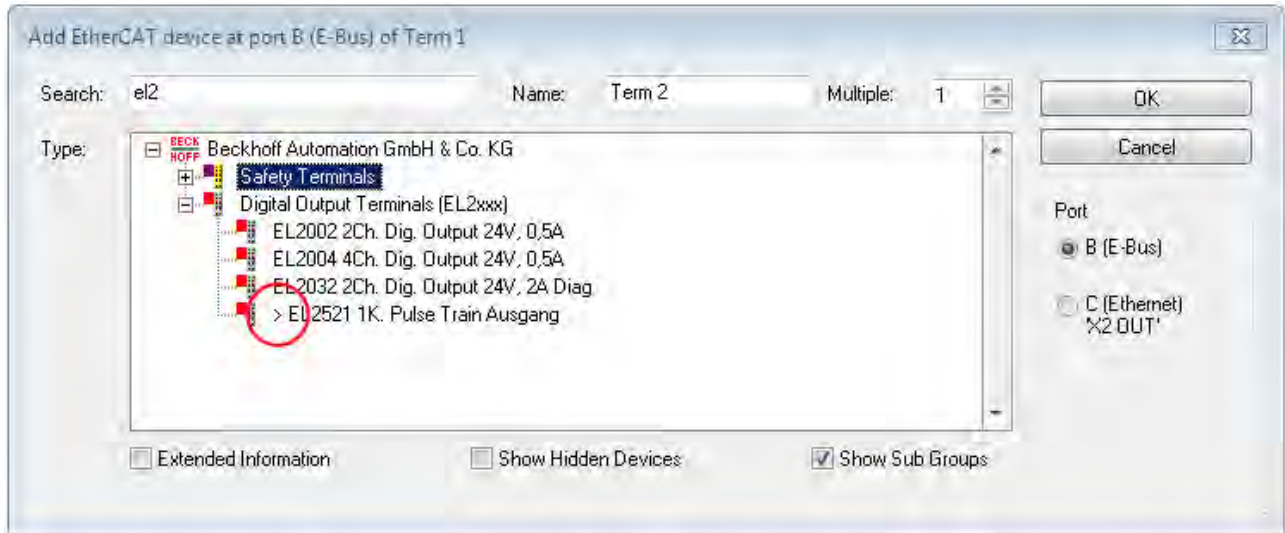 Add EtherCAT device at port B (E-Bus) of Term 1
Search: el2 Name: Term 2 Multiple: 1 OK
Type: BECKHOFF Beckhoff Automation GmbH & Co. KG Cancel
Safety Terminals
Digital Output Terminals (EL2xxx) Port
EL2002 2Ch. Dig. Output 24V, 0,5A
EL2004 4Ch. Dig. Output 24V, 0,5A B (E-Bus)
EL2032 2Ch. Dig. Output 24V, 2A Diag.
> EL2521 1K. Pulse Train Ausgang C (Ethernet)
'X2 OUT'
Extended Information Show Hidden Devices Show Sub Groups